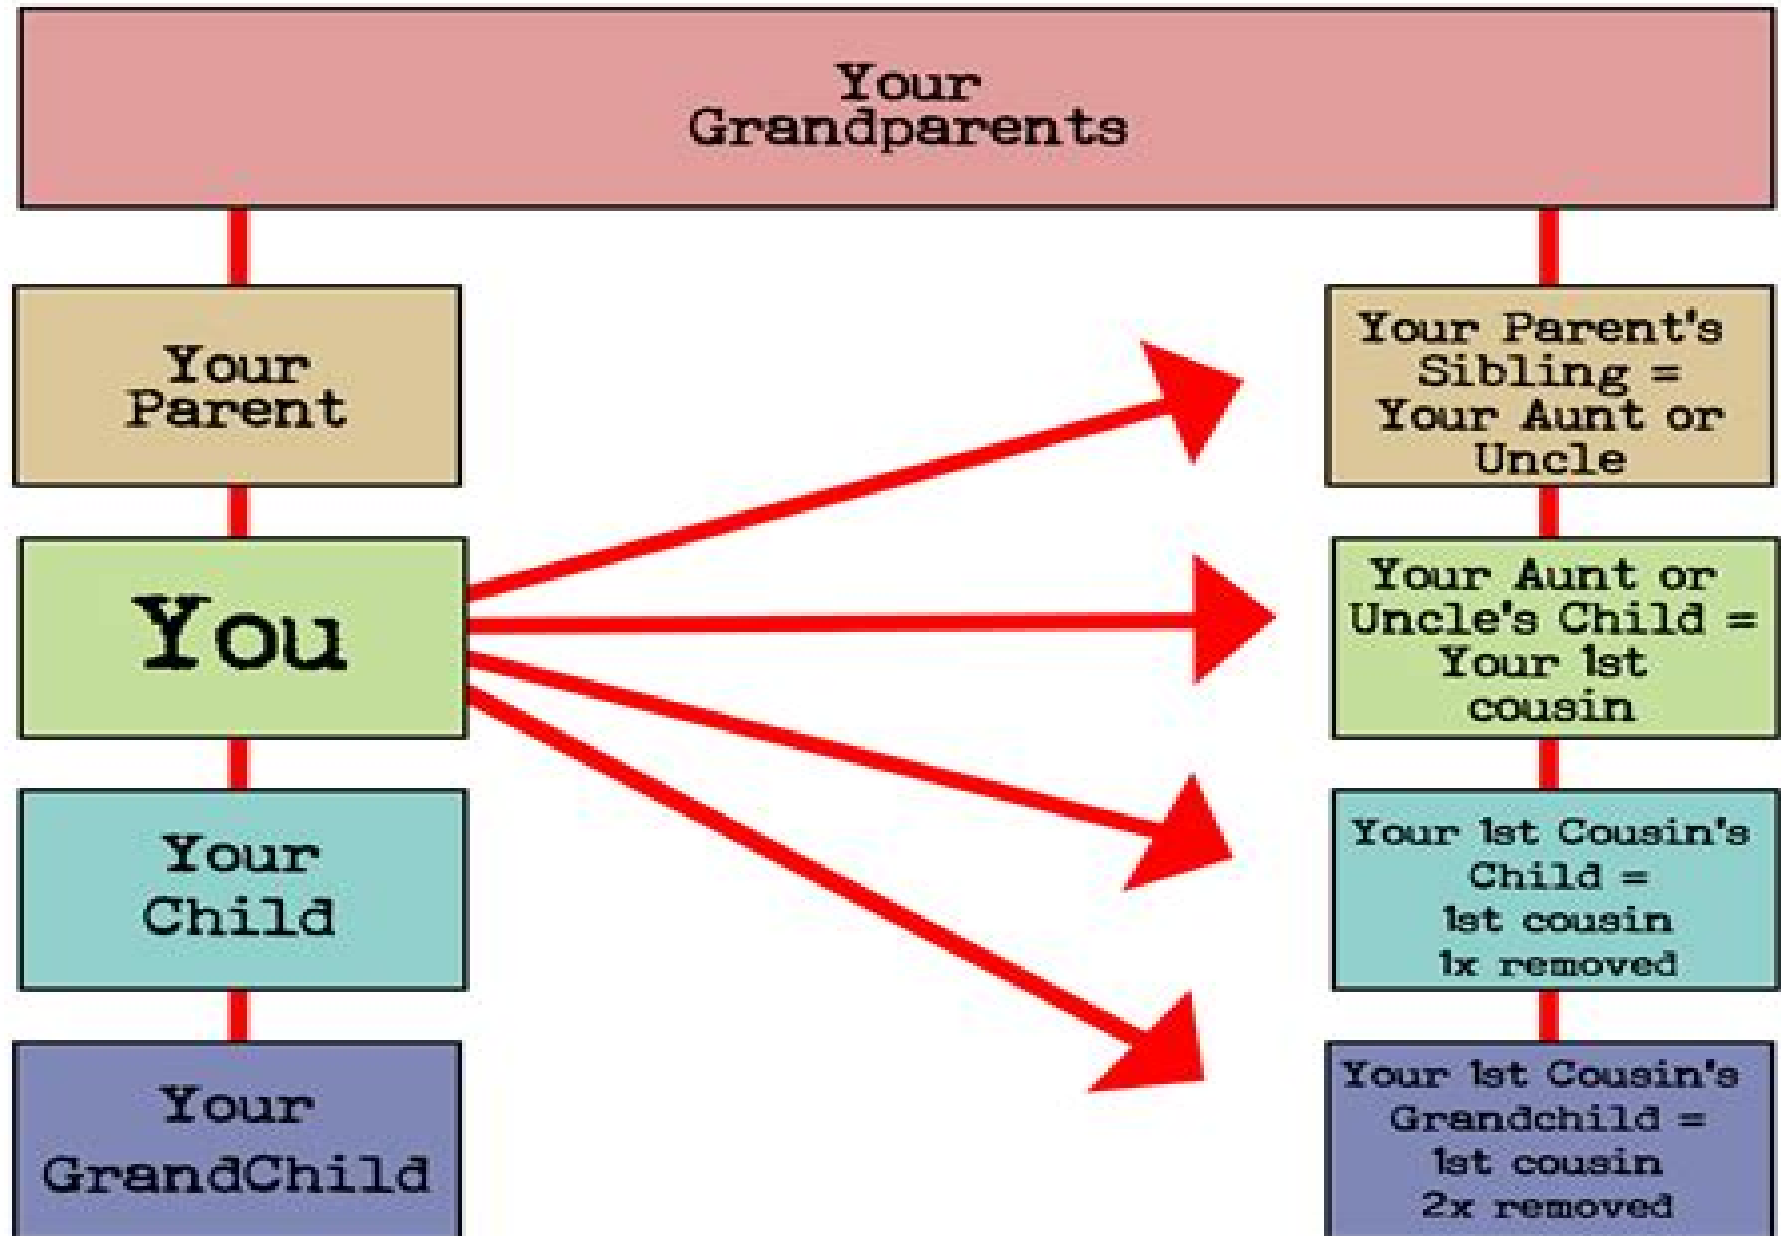 Your
Grandparents
Your
Parent
Your Parent's
Sibling =
Your Aunt or
Uncle
You
Your Aunt or
Uncle's Child =
Your 1st
cousin
Your
Child
Your 1st Cousin's
Child =
1st cousin
1x removed
Your
GrandChild
Your 1st Cousin's
Grandchild =
1st cousin
2x removed